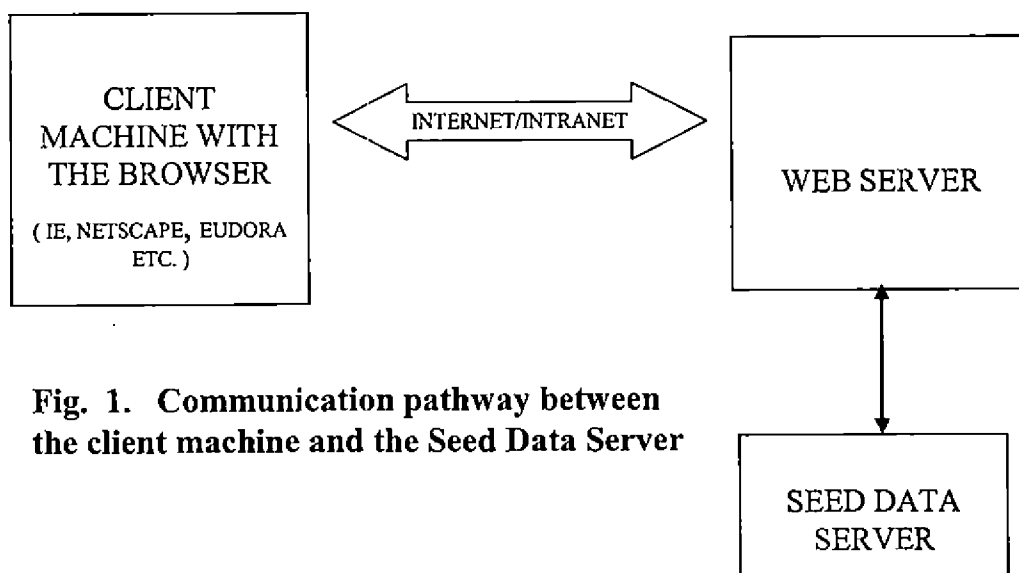 CLIENT
MACHINE WITH
THE BROWSER
( IE, NETSCAPE, EUDORA
ETC. )
INTERNET/INTRANET
WEB SERVER
Fig. 1. Communication pathway between
the client machine and the Seed Data Server
SEED DATA
SERVER